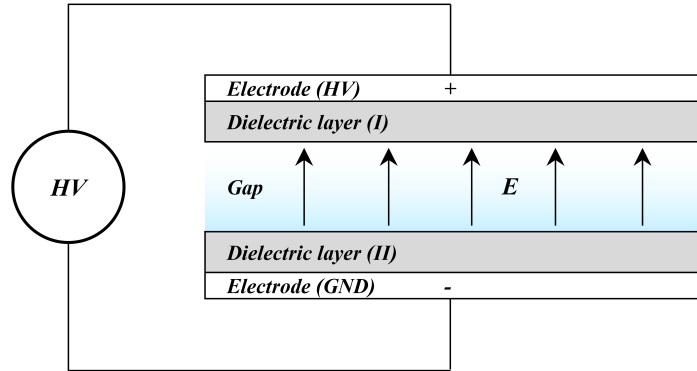 Electrode (HV) +
Dielectric layer (I)
HV
Gap E
Dielectric layer (II)
Electrode (GND) -